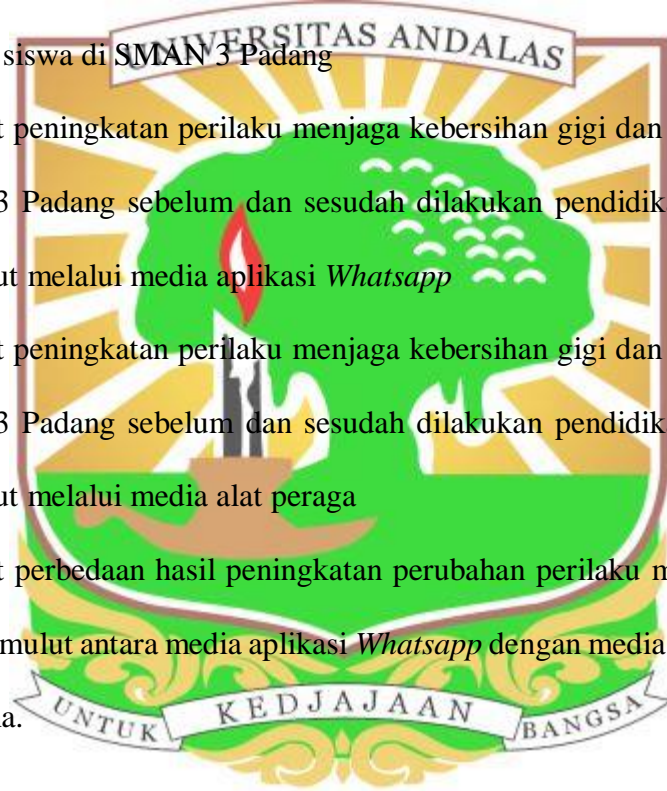 UNIVERSITAS ANDALAS
siswa di SMAN 3 Padang
t peningkatan perilaku menjaga kebersihan gigi dan
3 Padang sebelum dan sesudah dilakukan pendidik
ut melalui media aplikasi Whatsapp
t peningkatan perilaku menjaga kebersihan gigi dan
3 Padang sebelum dan sesudah dilakukan pendidik
ut melalui media alat peraga
t perbedaan hasil peningkatan perubahan perilaku m
mulut antara media aplikasi Whatsapp dengan media
a.
UNTUK KEDJAJAAN BANGSA